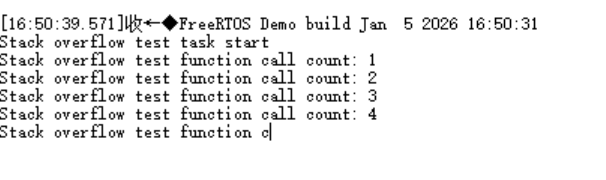 [16:50:39.571]收←◆FreeRTOS Demo build Jan  5 2026 16:50:31
Stack overflow test task start
Stack overflow test function call count: 1
Stack overflow test function call count: 2
Stack overflow test function call count: 3
Stack overflow test function call count: 4
Stack overflow test function c